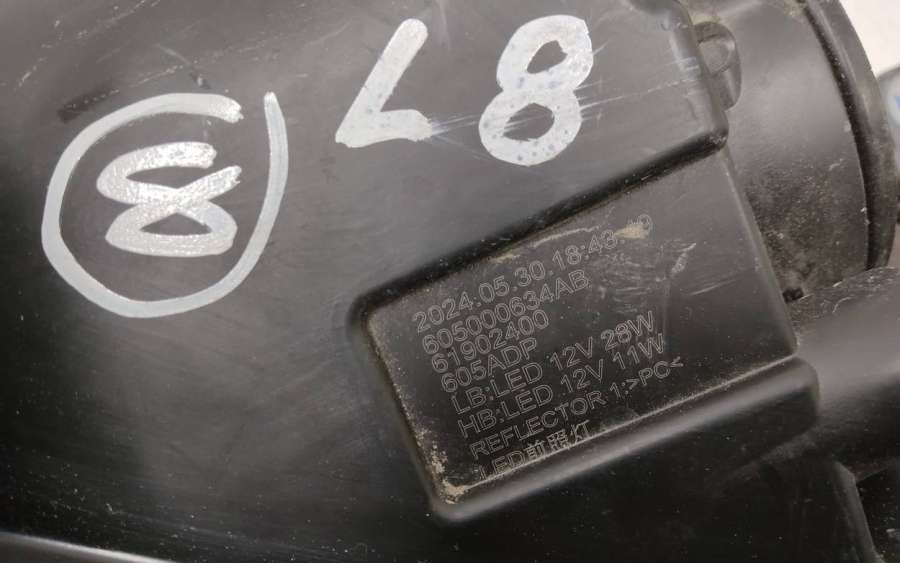 L8
8
2024.05.30.18:43:19
605000634AB
61902400
605ADP
LB:LED 12V 28W
HB:LED 12V 11W
REFLECTOR 1:>PC<
LED前照灯